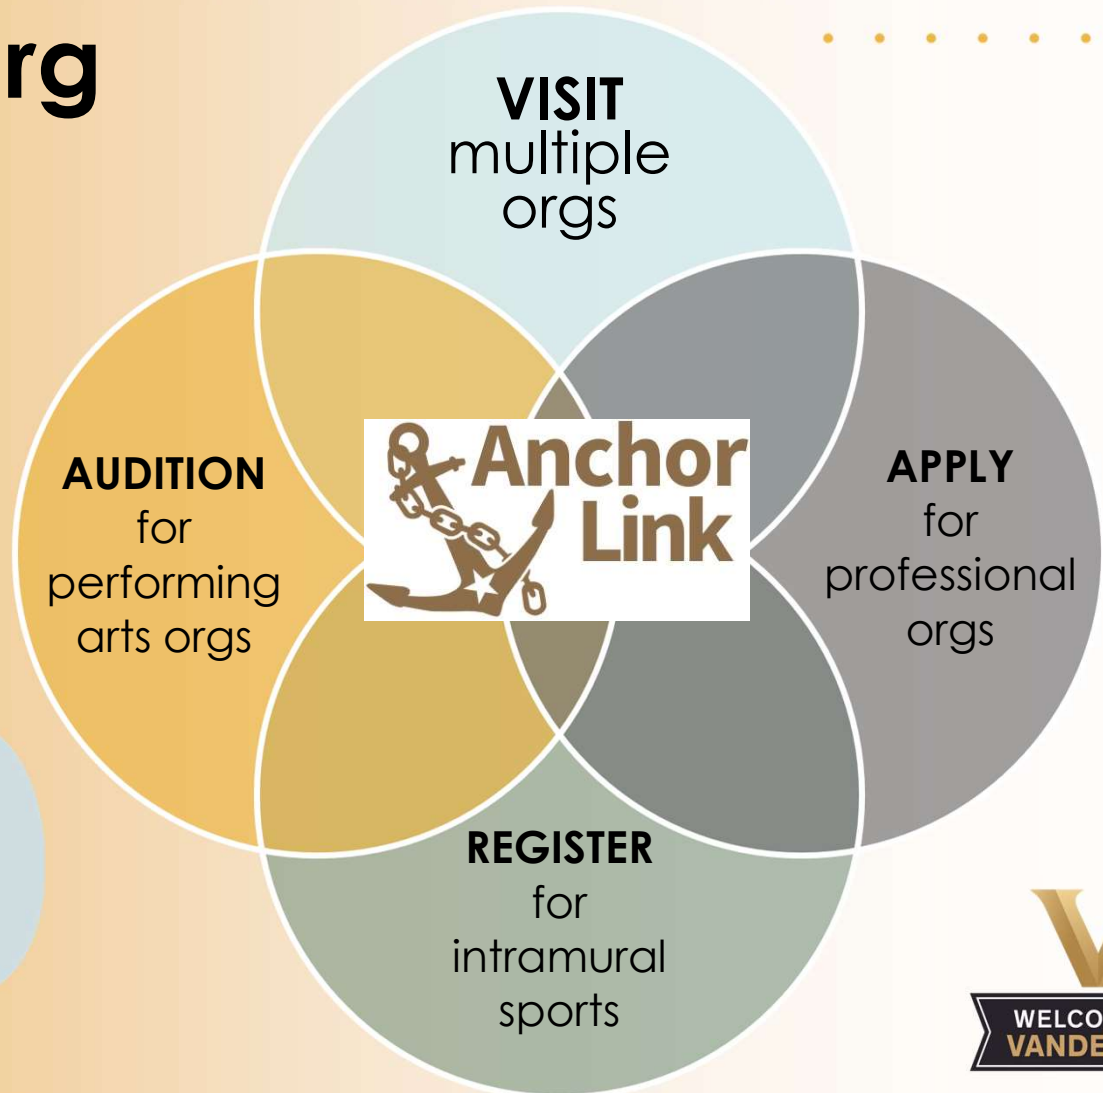 rg
VISIT
multiple
orgs
AUDITION
for
performing
arts orgs
Anchor
Link
APPLY
for
professional
orgs
REGISTER
for
intramural
sports
V
WELCO
VANDE